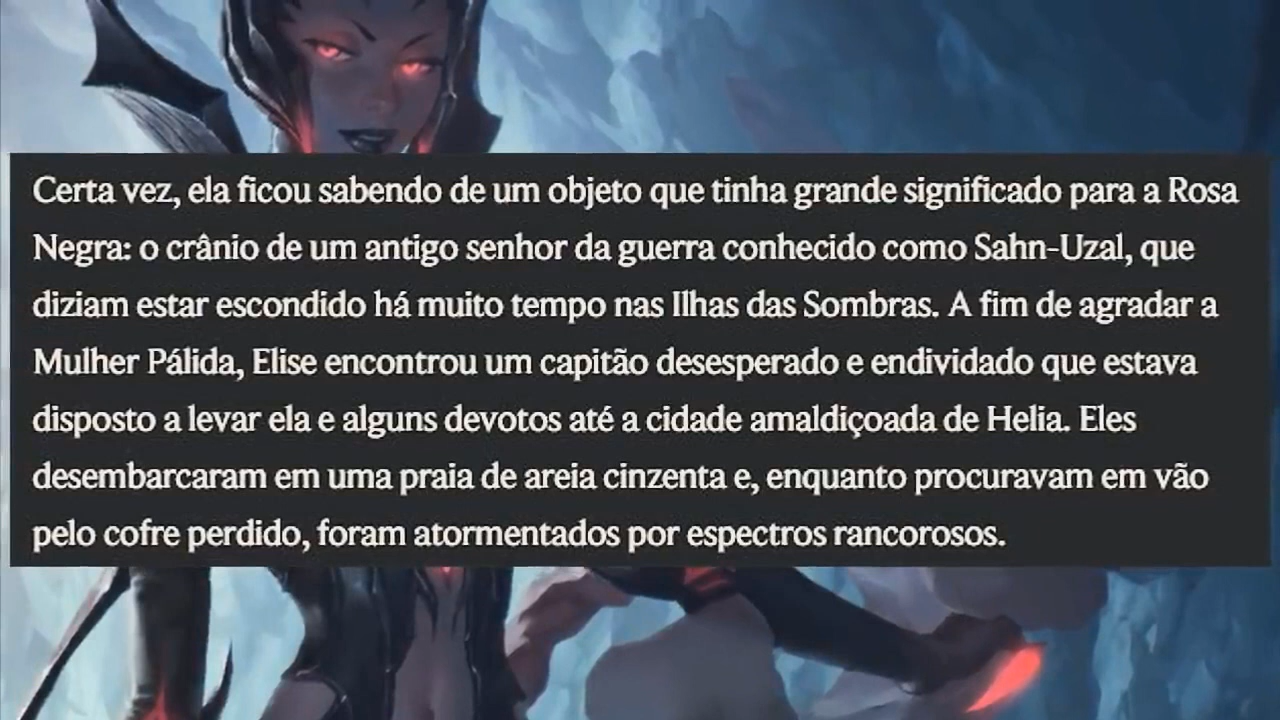 Certa vez, ela ficou sabendo de um objeto que tinha grande significado para a Rosa
Negra: o crânio de um antigo senhor da guerra conhecido como Sahn-Uzal, que
diziam estar escondido há muito tempo nas Ilhas das Sombras. A fim de agradar a
Mulher Pálida, Elise encontrou um capitão desesperado e endividado que estava
disposto a levar ela e alguns devotos até a cidade amaldiçoada de Helia. Eles
desembarcaram em uma praia de areia cinzenta e, enquanto procuravam em vão
pelo cofre perdido, foram atormentados por espectros rancorosos.